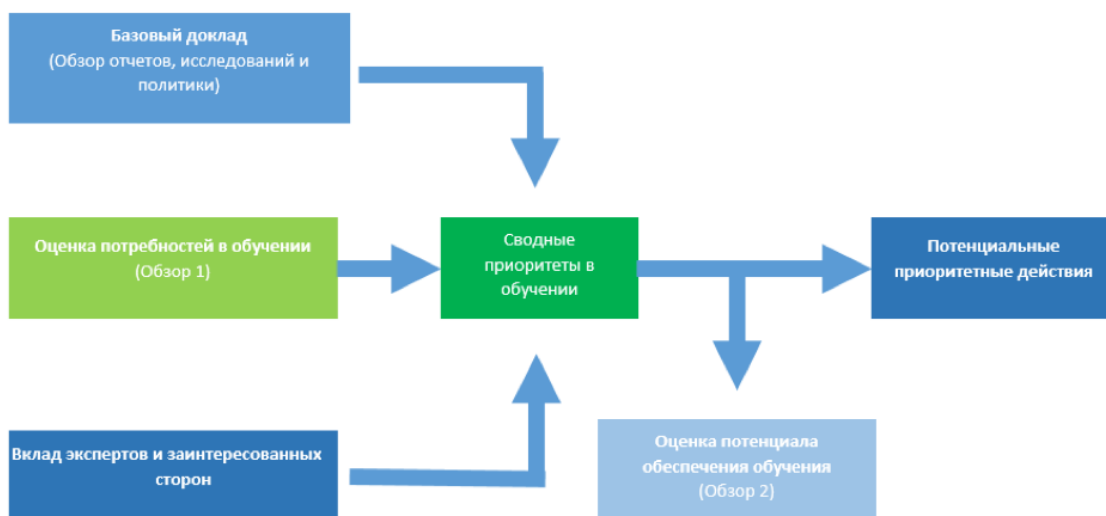 Базовый доклад
(Обзор отчетов, исследований и
политики)
Оценка потребностей в обучении
(Обзор 1)
Сводные
приоритеты в
обучении
Потенциальные
приоритетные действия
Вклад экспертов и заинтересованных
сторон
Оценка потенциала
обеспечения обучения
(Обзор 2)